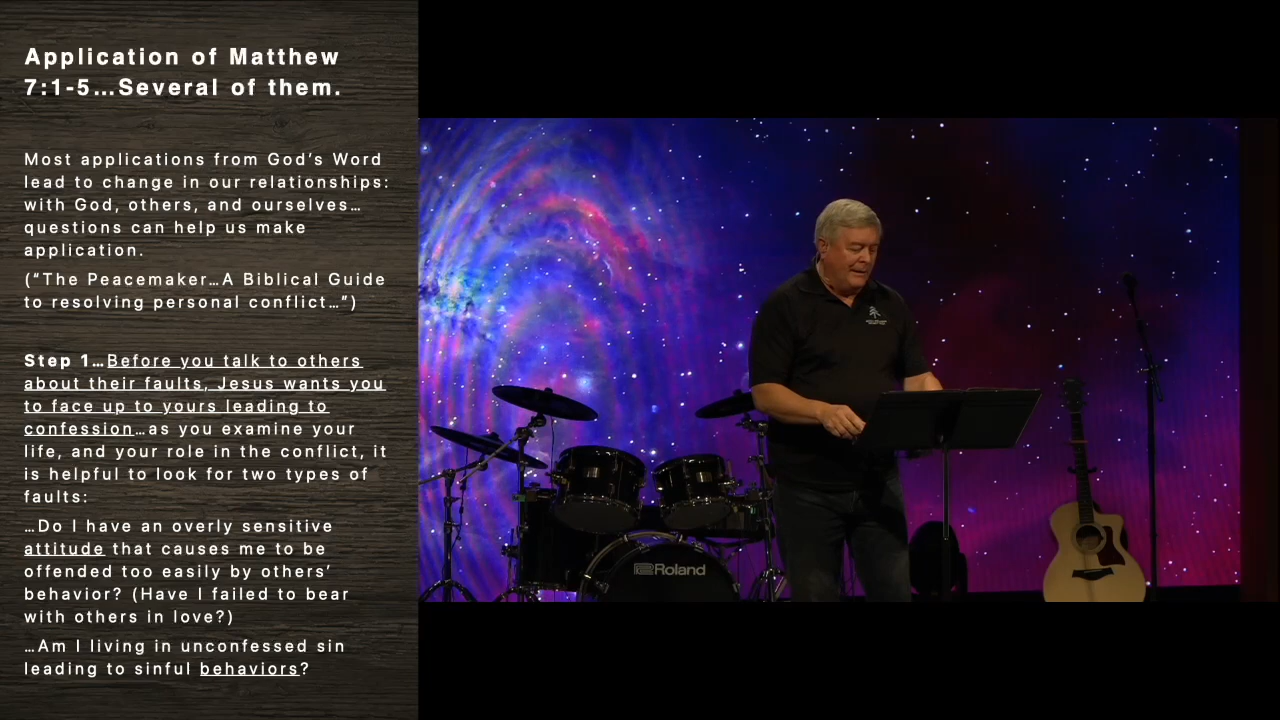 Application of Matthew
7:1-5…Several of them.
Most applications from God’s Word
lead to change in our relationships:
with God, others, and ourselves…
questions can help us make
application.
(“The Peacemaker…A Biblical Guide
to resolving personal conflict…”)
Step 1…Before you talk to others
about their faults, Jesus wants you
to face up to yours leading to
confession…as you examine your
life, and your role in the conflict, it
is helpful to look for two types of
faults:
…Do I have an overly sensitive
attitude that causes me to be
offended too easily by others’
behavior? (Have I failed to bear
with others in love?)
…Am I living in unconfessed sin
leading to sinful behaviors?
Roland